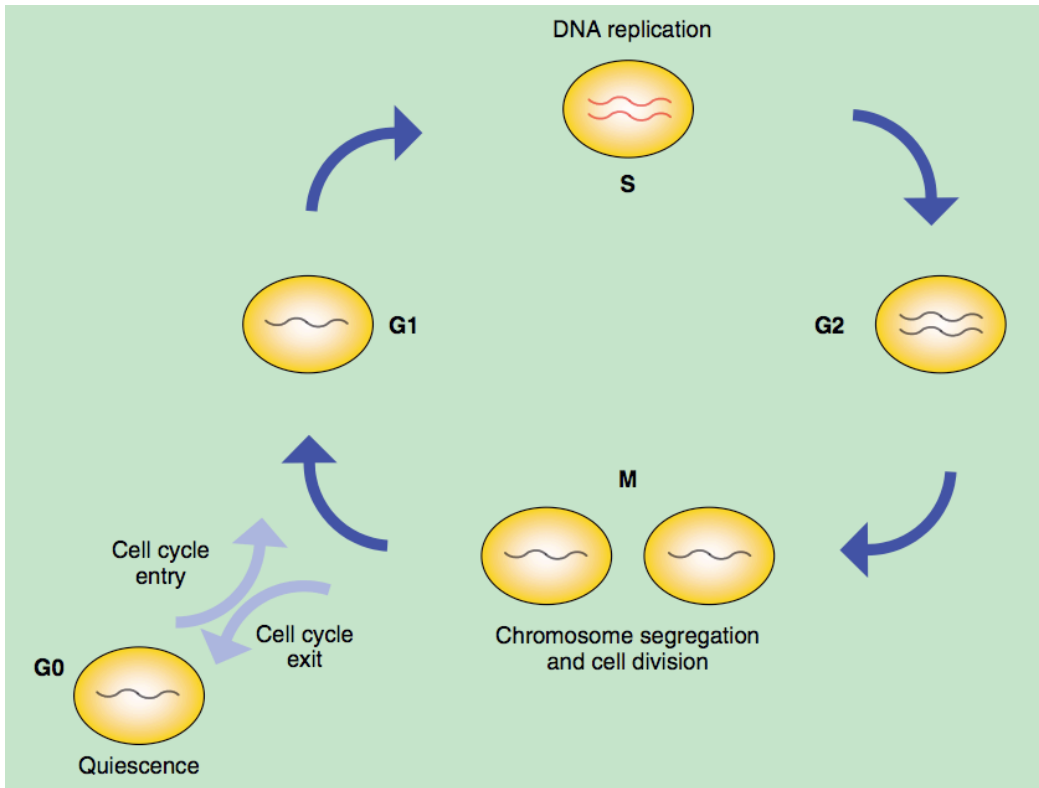 DNA replication
S
G1
G2
M
Cell cycle
entry
Cell cycle
exit
Chromosome segregation
and cell division
G0
Quiescence